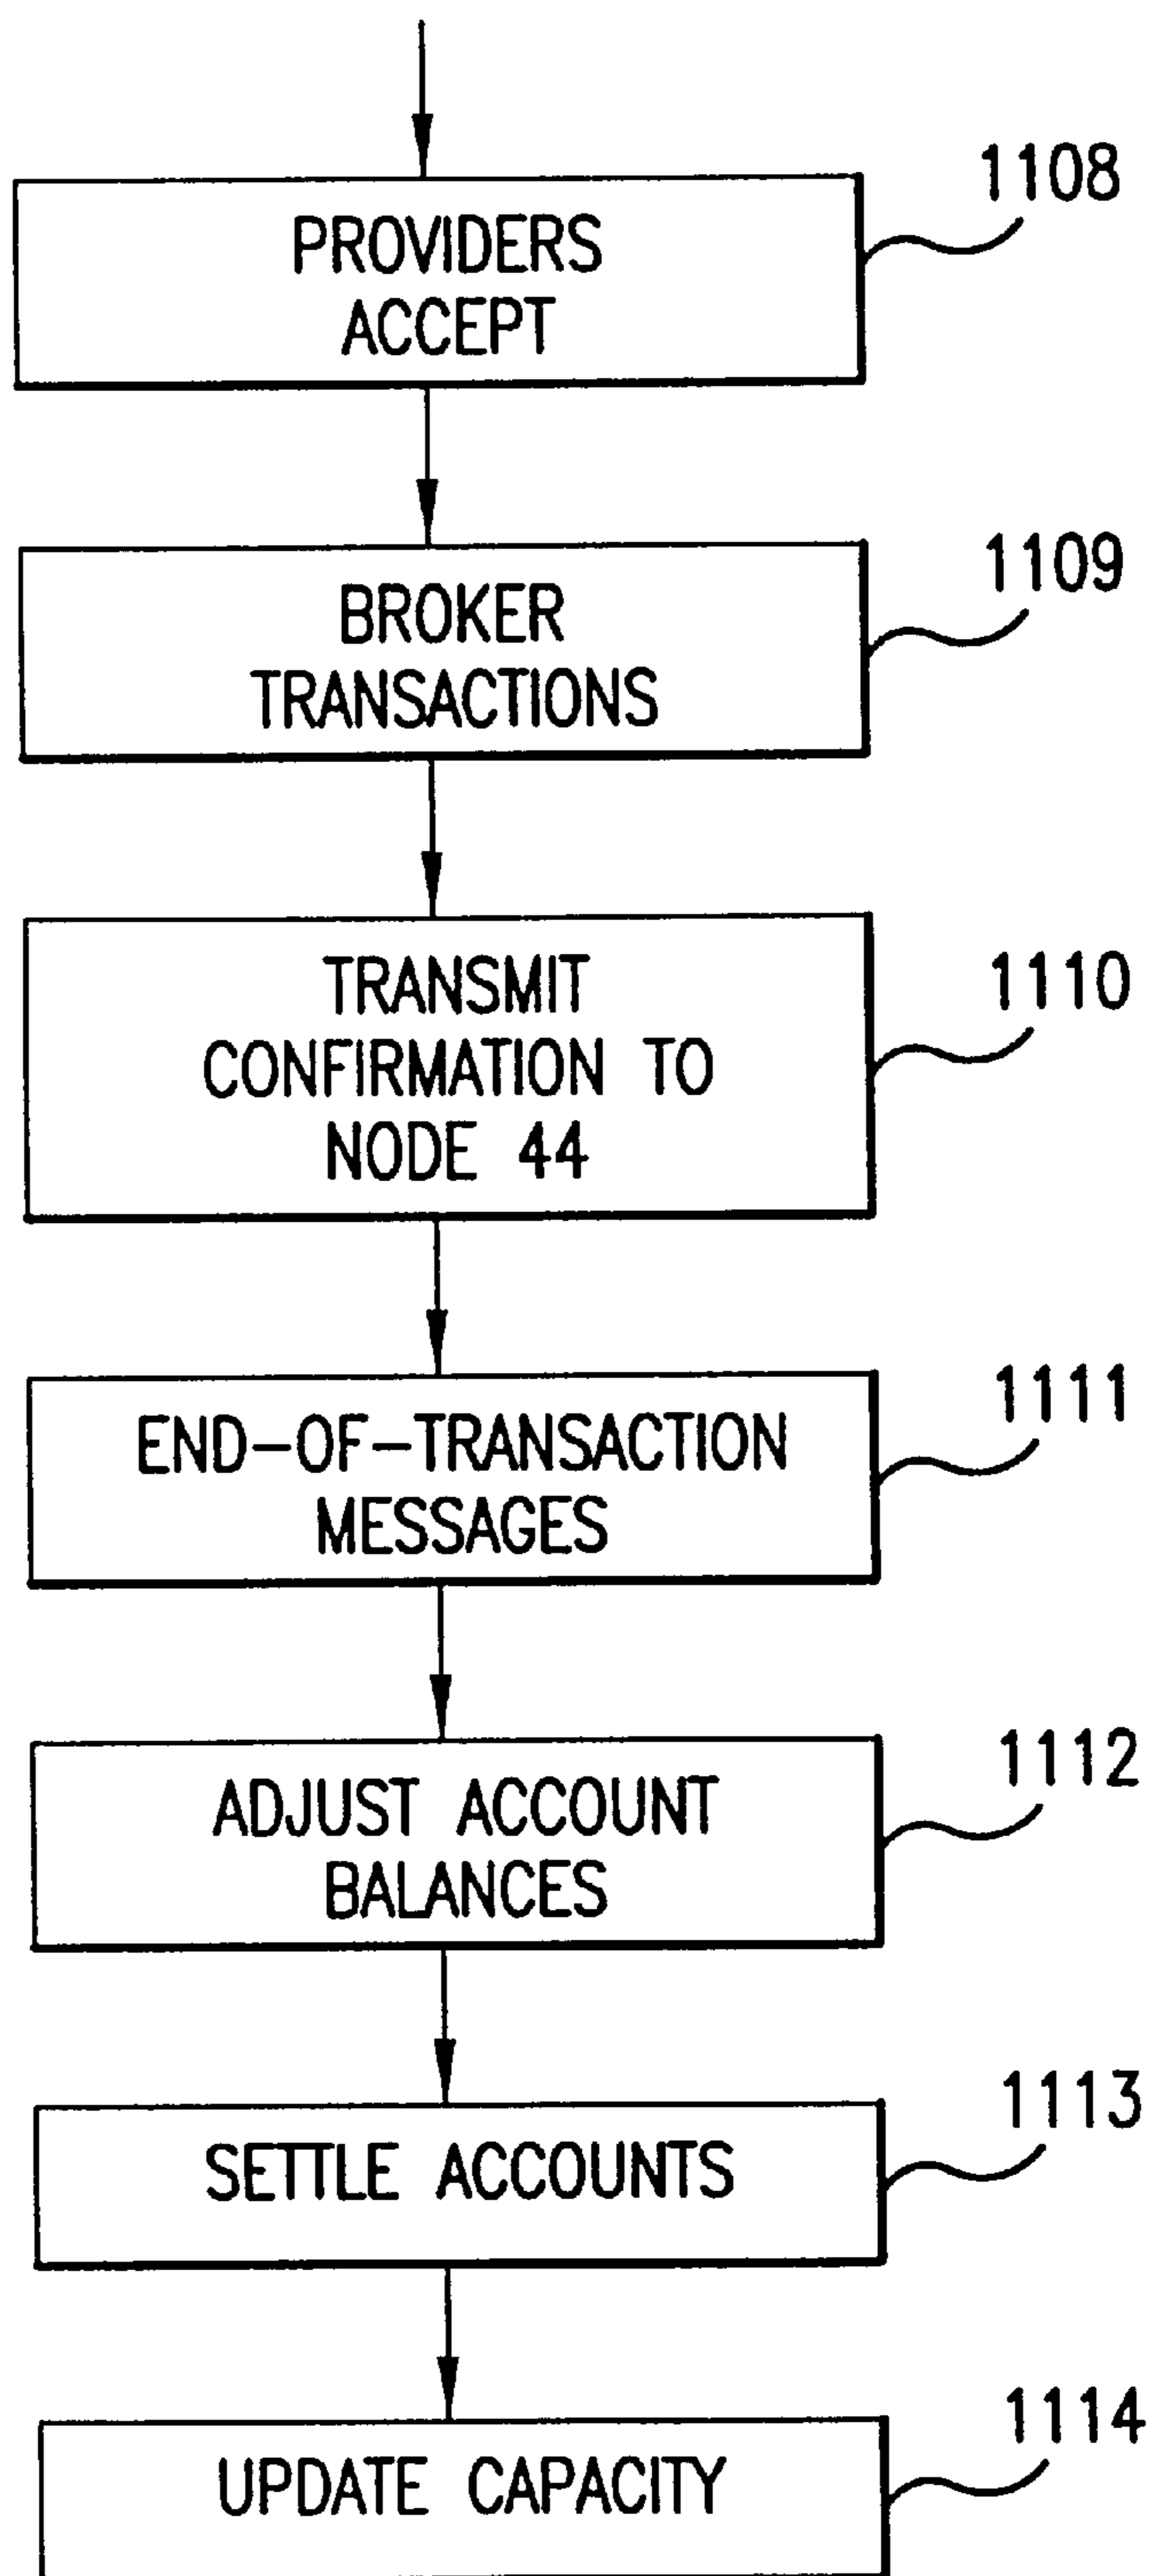 1108
PROVIDERS
ACCEPT
1109
BROKER
TRANSACTIONS
1110
TRANSMIT
CONFIRMATION TO
NODE 44
1111
END-OF-TRANSACTION
MESSAGES
1112
ADJUST ACCOUNT
BALANCES
1113
SETTLE ACCOUNTS
1114
UPDATE CAPACITY